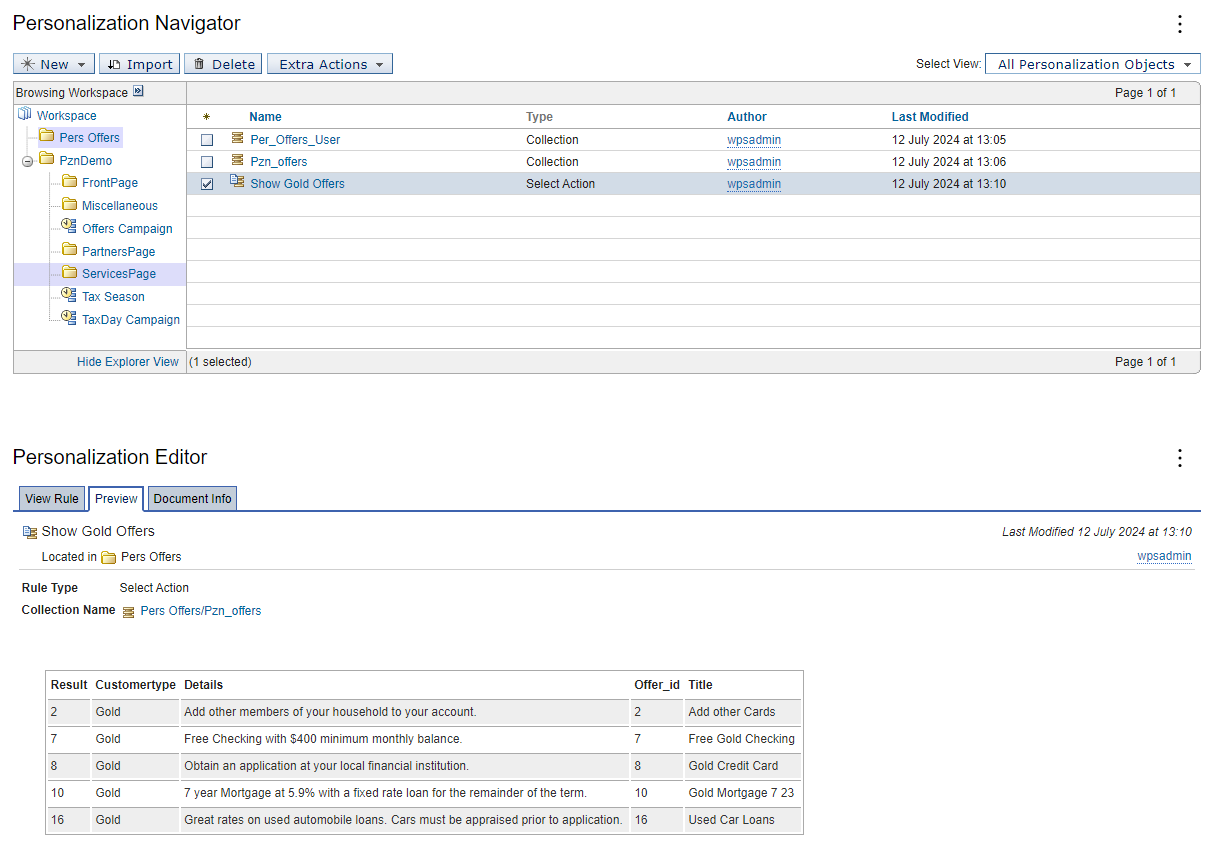 Personalization Navigator
New Import Delete Extra Actions Select View: All Personalization Objects
Browsing Workspace Page 1 of 1
Workspace
Pers Offers
PznDemo
FrontPage
Miscellaneous
Offers Campaign
PartnersPage
ServicesPage
Tax Season
TaxDay Campaign
Hide Explorer View
Name Type Author Last Modified
Per_Offers_User Collection wpsadmin 12 July 2024 at 13:05
Pzn_offers Collection wpsadmin 12 July 2024 at 13:06
Show Gold Offers Select Action wpsadmin 12 July 2024 at 13:10
(1 selected) Page 1 of 1
Personalization Editor
View Rule Preview Document Info
Show Gold Offers Last Modified 12 July 2024 at 13:10
Located in Pers Offers wpsadmin
Rule Type Select Action
Collection Name Pers Offers/Pzn_offers
Result Customertype Details Offer_id Title
2 Gold Add other members of your household to your account. 2 Add other Cards
7 Gold Free Checking with $400 minimum monthly balance. 7 Free Gold Checking
8 Gold Obtain an application at your local financial institution. 8 Gold Credit Card
10 Gold 7 year Mortgage at 5.9% with a fixed rate loan for the remainder of the term. 10 Gold Mortgage 7 23
16 Gold Great rates on used automobile loans. Cars must be appraised prior to application. 16 Used Car Loans